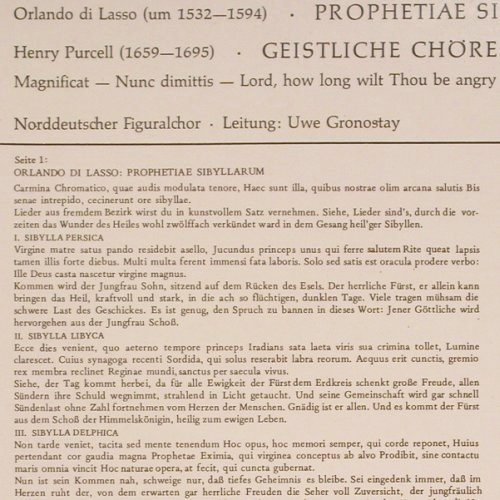 Orlando di Lasso (um 1532—1594) · PROPHETIAE SI
Henry Purcell (1659—1695) · GEISTLICHE CHÖRE
Magnificat — Nunc dimittis — Lord, how long wilt Thou be angry
Norddeutscher Figuralchor · Leitung: Uwe Gronostay
Seite 1:
ORLANDO DI LASSO: PROPHETIAE SIBYLLARUM
Carmina Chromatico, quae audis modulata tenore, Haec sunt illa, quibus nostrae olim arcana salutis Bis
senae intrepido, cecinerunt ore sibyllae.
Lieder aus fremdem Bezirk wirst du in kunstvollem Satz vernehmen. Siehe, Lieder sind's, durch die vor-
zeiten das Wunder des Heiles wohl zwölffach verkündet ward in dem Gesang heil'ger Sibyllen.
I. SIBYLLA PERSICA
Virgine matre satus pando residebit asello, Jucundus princeps unus qui ferre salutem Rite queat lapsis
tamen illis forte diebus. Multi multa ferent immensi fata laboris. Solo sed satis est oracula prodere verbo:
Ille Deus casta nascetur virgine magnus.
Kommen wird der Jungfrau Sohn, sitzend auf dem Rücken des Esels. Der herrliche Fürst, er allein kann
bringen das Heil, kraftvoll und stark, in die ach so flüchtigen, dunklen Tage. Viele tragen mühsam die
schwere Last des Geschickes. Es ist genug, den Spruch zu bannen in dieses Wort: Jener Göttliche wird
hervorgehen aus der Jungfrau Schoß.
II. SIBYLLA LIBYCA
Ecce dies venient, quo aeterno tempore princeps Iradians sata laeta viris sua crimina tollet, Lumine
clarescet. Cuius synagoga recenti Sordida, qui solus reserabit labra reorum. Aequus erit cunctis, gremio
rex membra reclinet Reginae mundi, sanctus per saecula vivus.
Siehe, der Tag kommt herbei, da für alle Ewigkeit der Fürst dem Erdkreis schenkt große Freude, allen
Sündern ihre Schuld wegnimmt, strahlend in Licht getaucht. Und seine Gemeinschaft wird gar schnell
Sündenlast ohne Zahl fortnehmen vom Herzen der Menschen. Gnädig ist er allen. Und es kommt der Fürst
aus dem Schoß der Himmelskönigin, heilig zum ewigen Leben.
III. SIBYLLA DELPHICA
Non tarde veniet, tacita sed mente tenendum Hoc opus, hoc memori semper, qui corde reponet, Huius
pertendant cor gaudia magna Prophetae Eximia, qui virginea conceptus ab alvo Prodibit, sine contactu
maris omnia vincit Hoc naturae opera, at fecit, qui cuncta gubernat.
Nun ist sein Kommen nah, schweige nur, daß tiefes Geheimnis es bleibe. Sei eingedenk immer, daß im
Herzen ruht der, von dem erwarten gar herrliche Freuden die Seher voll Zuversicht, der jungfräulich